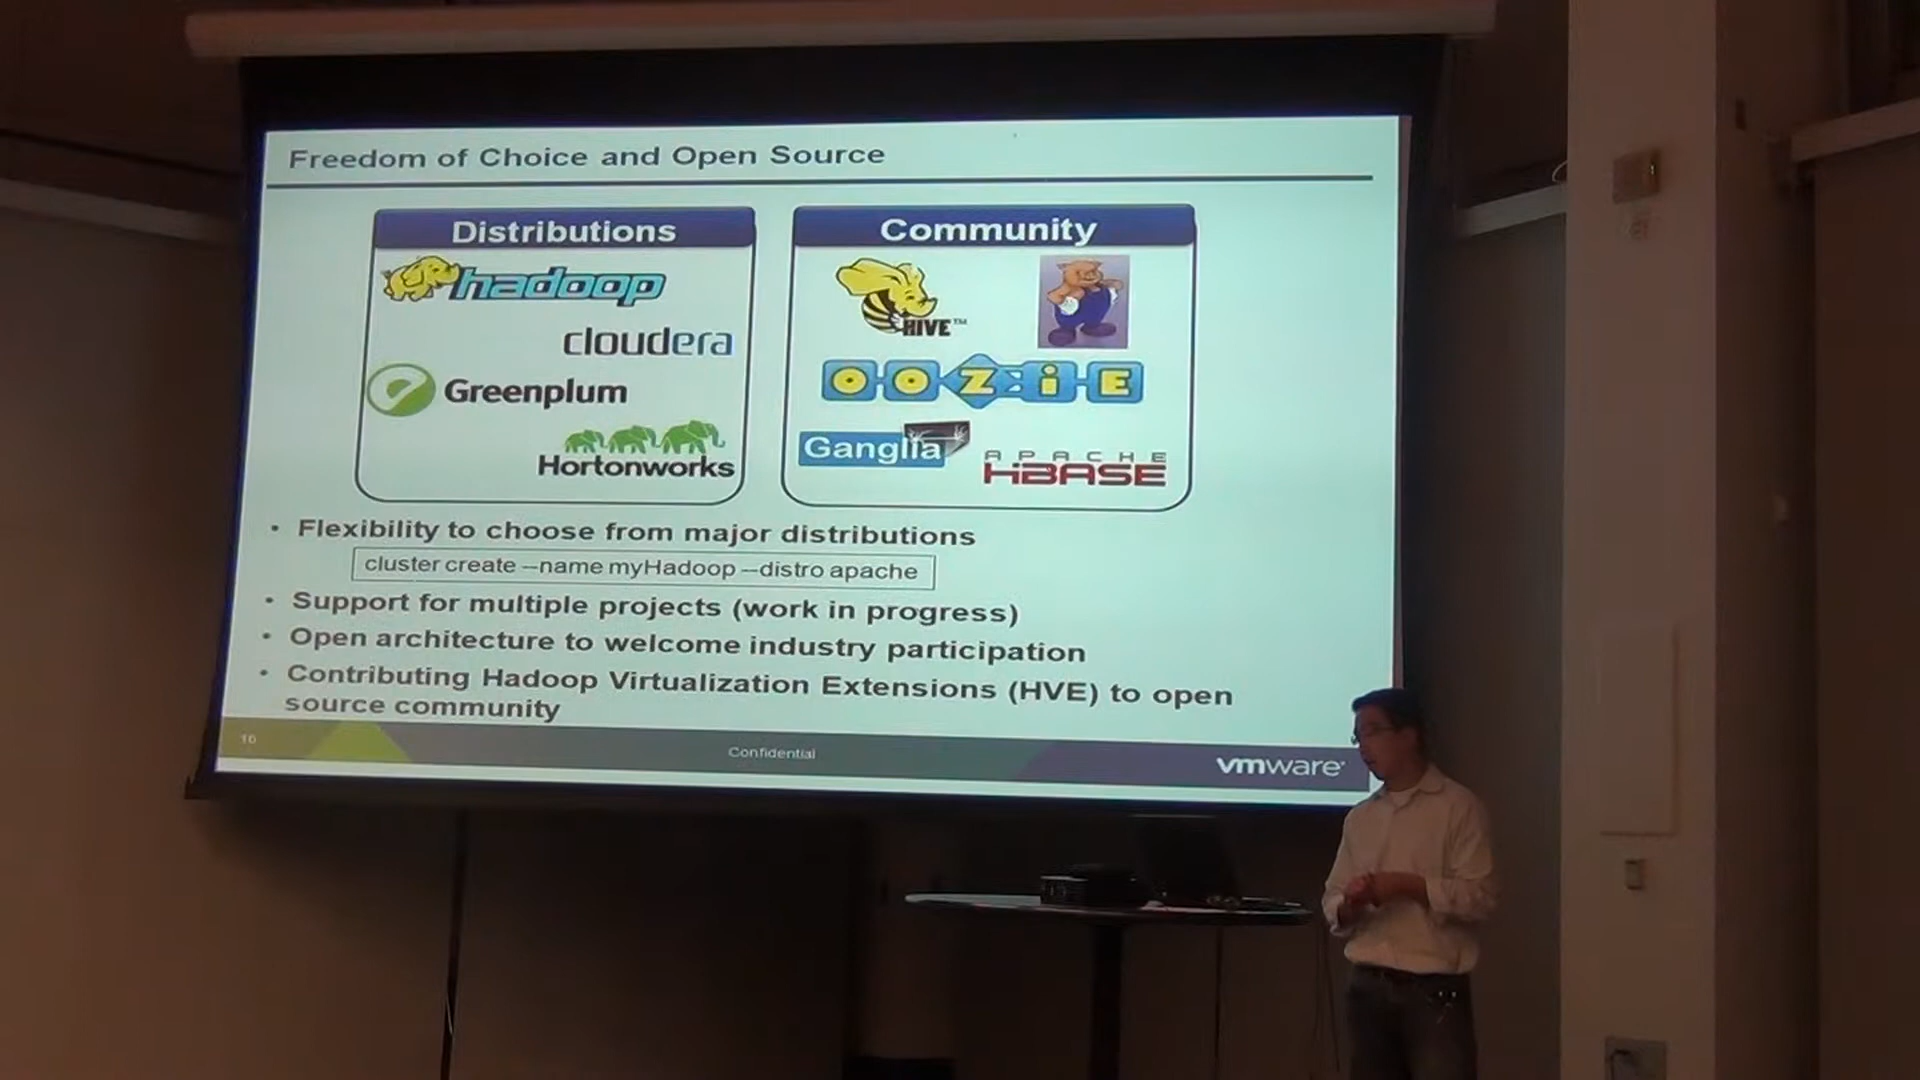 Freedom of Choice and Open Source
Distributions
hadoop
cloudera
Greenplum
Hortonworks
Community
HIVE™
OOZiE
Ganglia
APACHE
HBASE
• Flexibility to choose from major distributions
cluster create –name myHadoop –distro apache
• Support for multiple projects (work in progress)
• Open architecture to welcome industry participation
• Contributing Hadoop Virtualization Extensions (HVE) to open
source community
16
Confidential
vmware